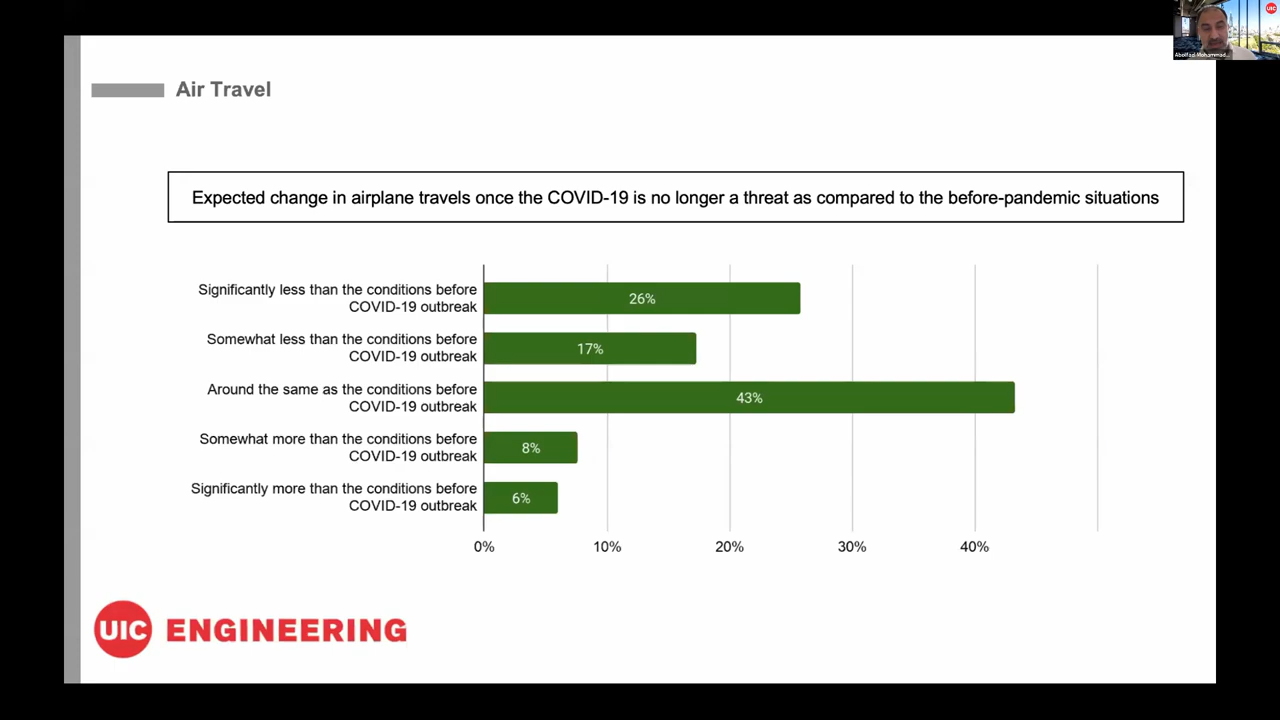 UIC
Abolfazl Mohammad...
Air Travel
Expected change in airplane travels once the COVID-19 is no longer a threat as compared to the before-pandemic situations
Significantly less than the conditions before
COVID-19 outbreak
26%
Somewhat less than the conditions before
COVID-19 outbreak
17%
Around the same as the conditions before
COVID-19 outbreak
43%
Somewhat more than the conditions before
COVID-19 outbreak
8%
Significantly more than the conditions before
COVID-19 outbreak
6%
0% 10% 20% 30% 40%
UIC ENGINEERING